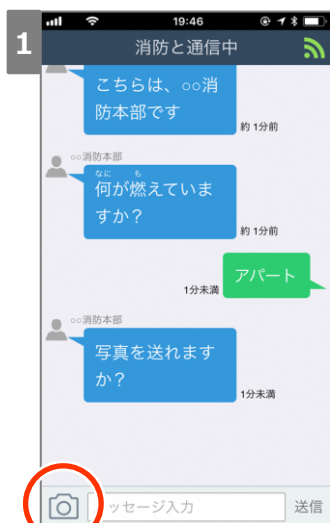 1
19:46
消防と通信中
こちらは、○○消
防本部です
約 1分前
○○消防本部
なに も
何が燃えていま
すか？
約 1分前
アパート
1分未満
○○消防本部
写真を送れます
か？
1分未満
ッセージ入力
送信